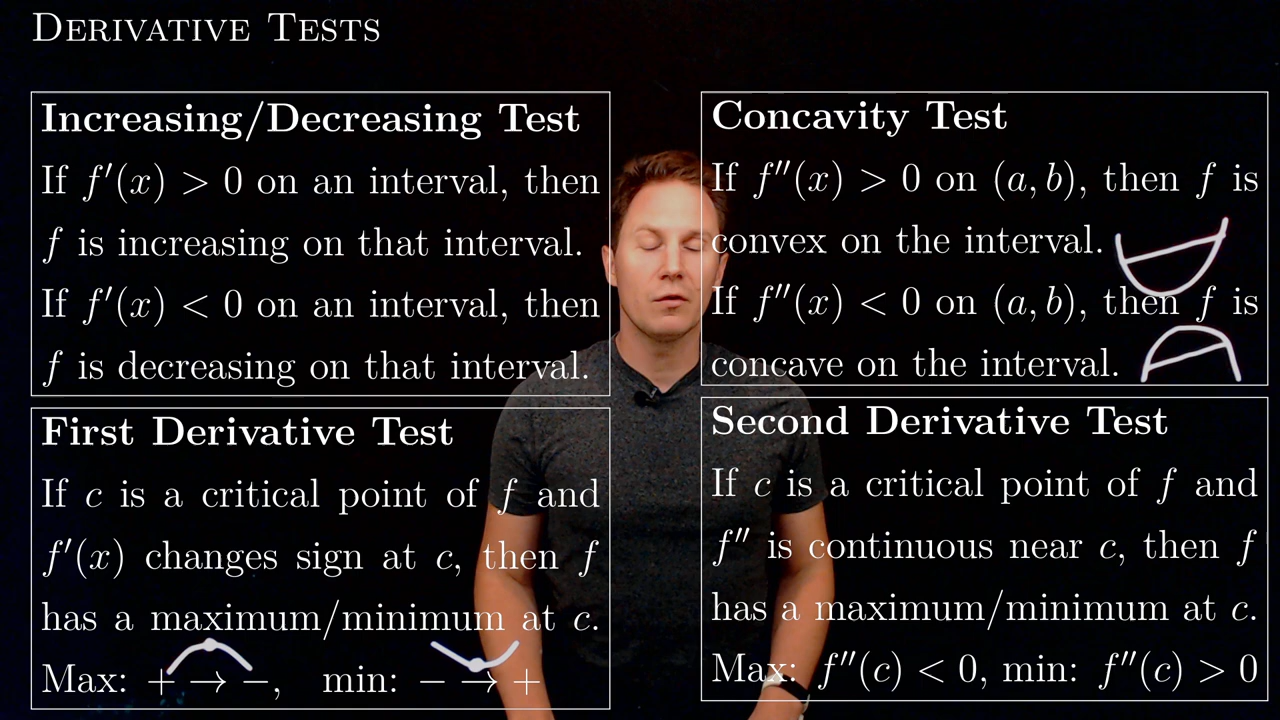 Derivative Tests
Increasing/Decreasing Test
If f′(x) > 0 on an interval, then
f is increasing on that interval.
If f′(x) < 0 on an interval, then
f is decreasing on that interval.
First Derivative Test
If c is a critical point of f and
f′(x) changes sign at c, then f
has a maximum/minimum at c.
Max: + → −, min: − → +
Concavity Test
If f″(x) > 0 on (a, b), then f is
convex on the interval.
If f″(x) < 0 on (a, b), then f is
concave on the interval.
Second Derivative Test
If c is a critical point of f and
f″ is continuous near c, then f
has a maximum/minimum at c.
Max: f″(c) < 0, min: f″(c) > 0